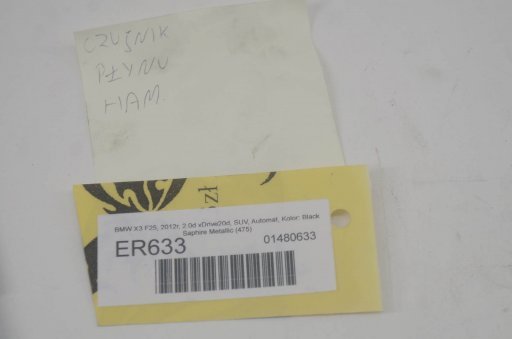 CZUJNIK
PŁYNU
HAM.
zł
BMW X3 F25, 2012r, 2.0d xDrive20d, SUV, Automat, Kolor: Black
Saphire Metallic (475)
ER633
01480633